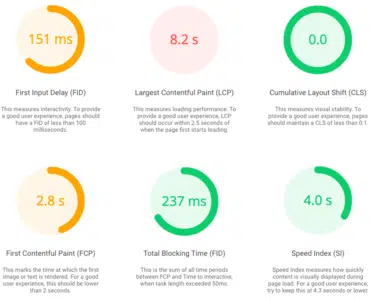 151 ms
8.2 s
0.0
First Input Delay (FID)
Largest Contentful Paint (LCP)
Cumulative Layout Shift (CLS)
This measures interactivity. To provide
a good user experience, pages should
have a FID of less than 100
milliseconds.
This measures loading performance. To
provide a good user experience, LCP
should occur within 2.5 seconds of
when the page first starts loading.
This measures visual stability. To
provide a good user experience, pages
should maintain a CLS of less than 0.1.
2.8 s
237 ms
4.0 s
First Contentful Paint (FCP)
Total Blocking Time (FID)
Speed Index (SI)
This marks the time at which the first
image or text is rendered. For a good
user experience, this should be lower
than 2 seconds.
This is the sum of all time periods
between FCP and Time to Interactive,
when task length exceeded 50ms.
Speed Index measures how quickly
content is visually displayed during
page load. For a good user experience,
try to keep this at 4.3 seconds or lower.